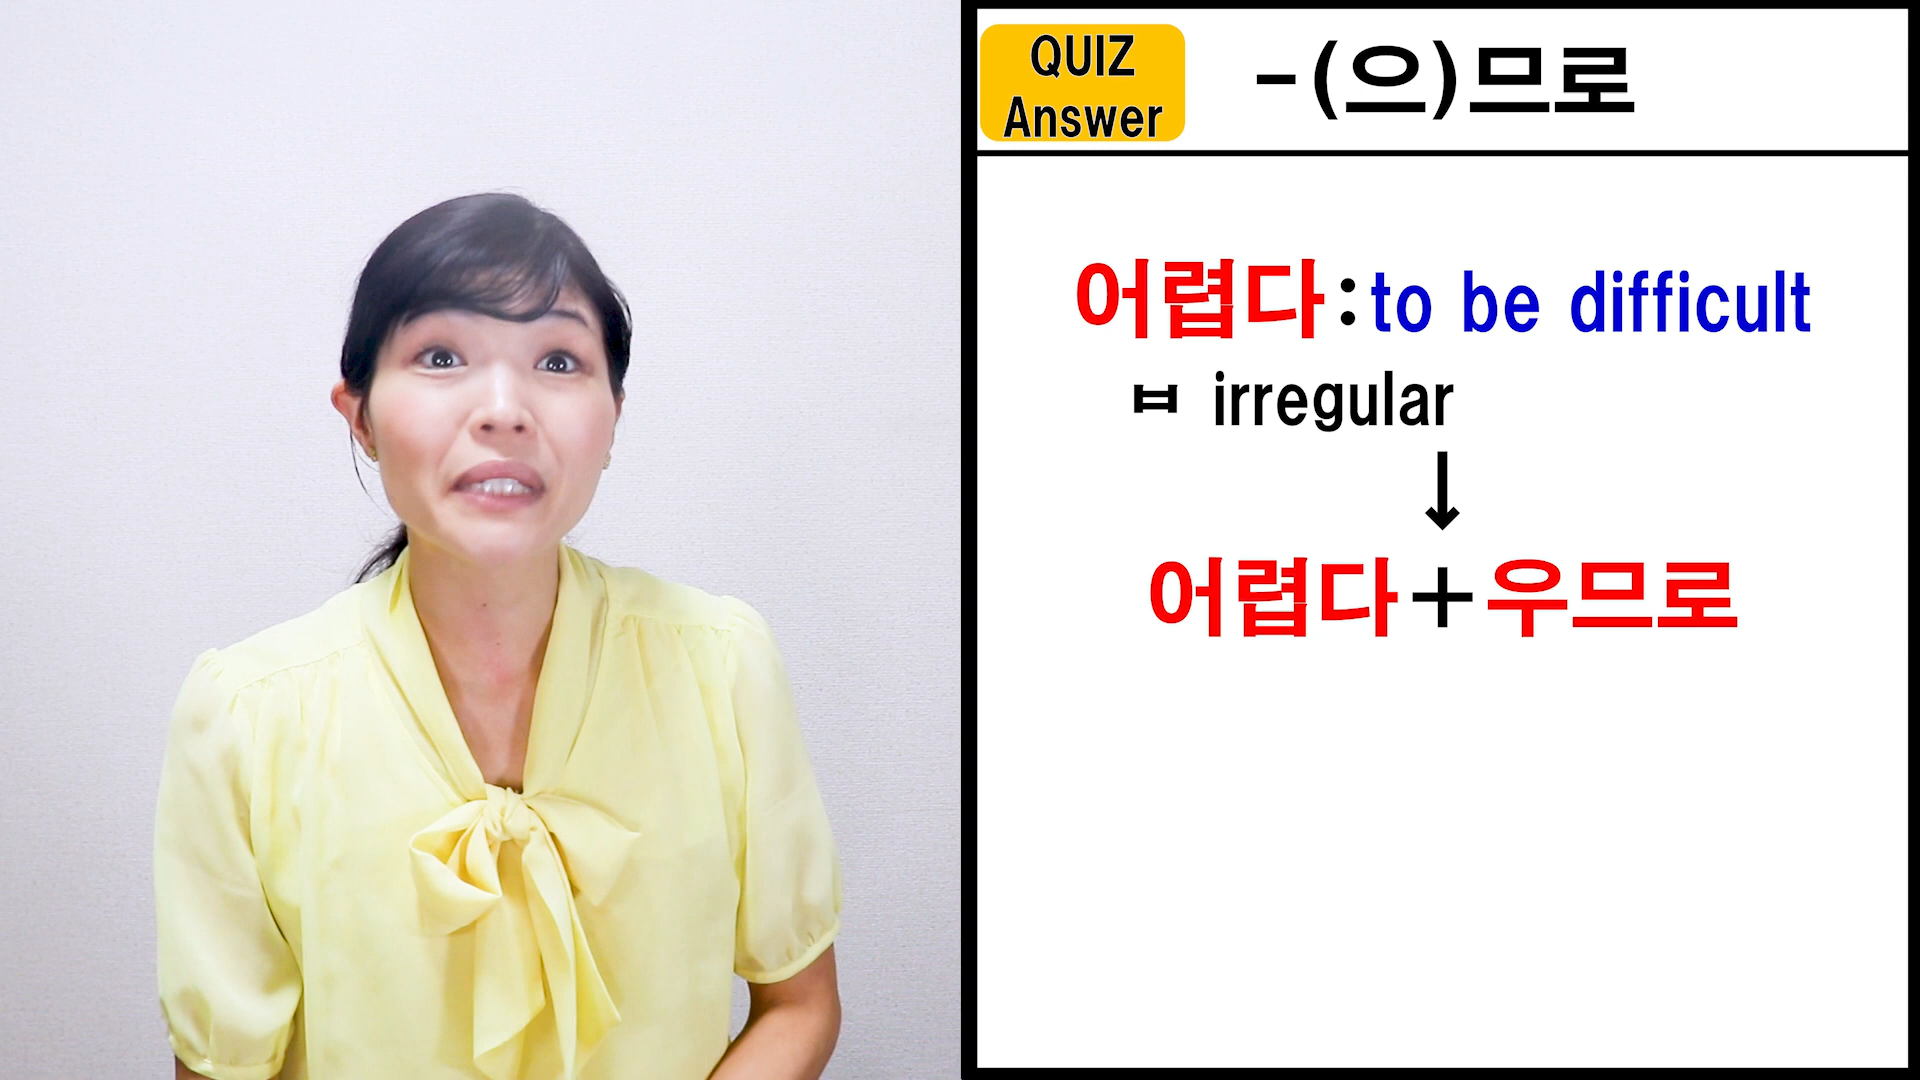 QUIZ
Answer
-(으)므로
어렵다:to be difficult
ㅂ irregular
↓
어렵다+우므로